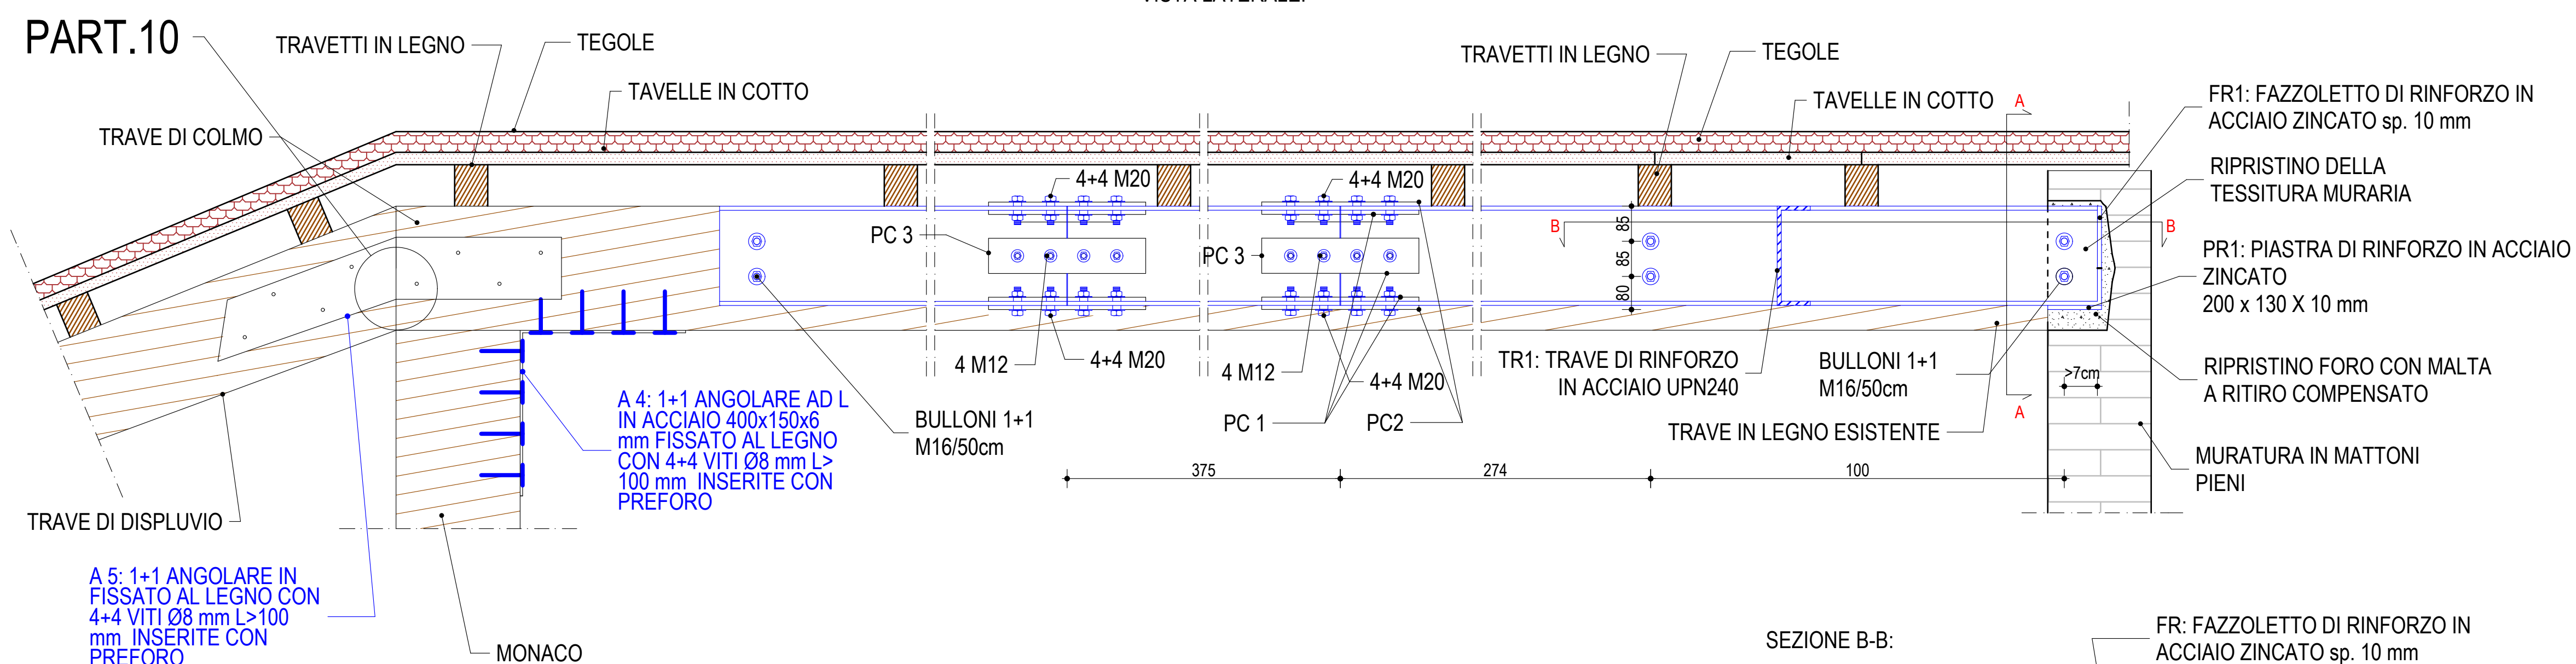 PART.10
TRAVETTI IN LEGNO
TEGOLE
TAVELLE IN COTTO
TRAVE DI COLMO
TRAVETTI IN LEGNO
TEGOLE
TAVELLE IN COTTO
A
FR1: FAZZOLETTO DI RINFORZO IN
ACCIAIO ZINCATO sp. 10 mm
RIPRISTINO DELLA
TESSITURA MURARIA
PR1: PIASTRA DI RINFORZO IN ACCIAIO
ZINCATO
200 x 130 X 10 mm
RIPRISTINO FORO CON MALTA
A RITIRO COMPENSATO
MURATURA IN MATTONI
PIENI
4+4 M20
4+4 M20
PC 3
PC 3
B
B
85
85
80
4 M12
4+4 M20
4 M12
4+4 M20
PC 1
PC2
TR1: TRAVE DI RINFORZO
IN ACCIAIO UPN240
BULLONI 1+1
M16/50cm
>7cm
A
TRAVE IN LEGNO ESISTENTE
A 4: 1+1 ANGOLARE AD L
IN ACCIAIO 400x150x6
mm FISSATO AL LEGNO
CON 4+4 VITI Ø8 mm L>
100 mm INSERITE CON
PREFORO
BULLONI 1+1
M16/50cm
375
274
100
TRAVE DI DISPLUVIO
A 5: 1+1 ANGOLARE IN
FISSATO AL LEGNO CON
4+4 VITI Ø8 mm L>100
mm INSERITE CON
PREFORO
MONACO
SEZIONE B-B:
FR: FAZZOLETTO DI RINFORZO IN
ACCIAIO ZINCATO sp. 10 mm